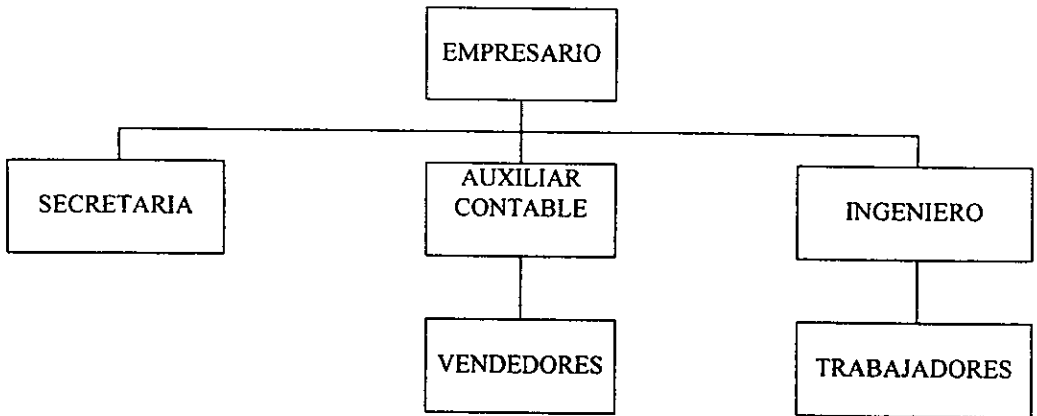 EMPRESARIO
SECRETARIA
AUXILIAR
CONTABLE
INGENIERO
VENDEDORES
TRABAJADORES